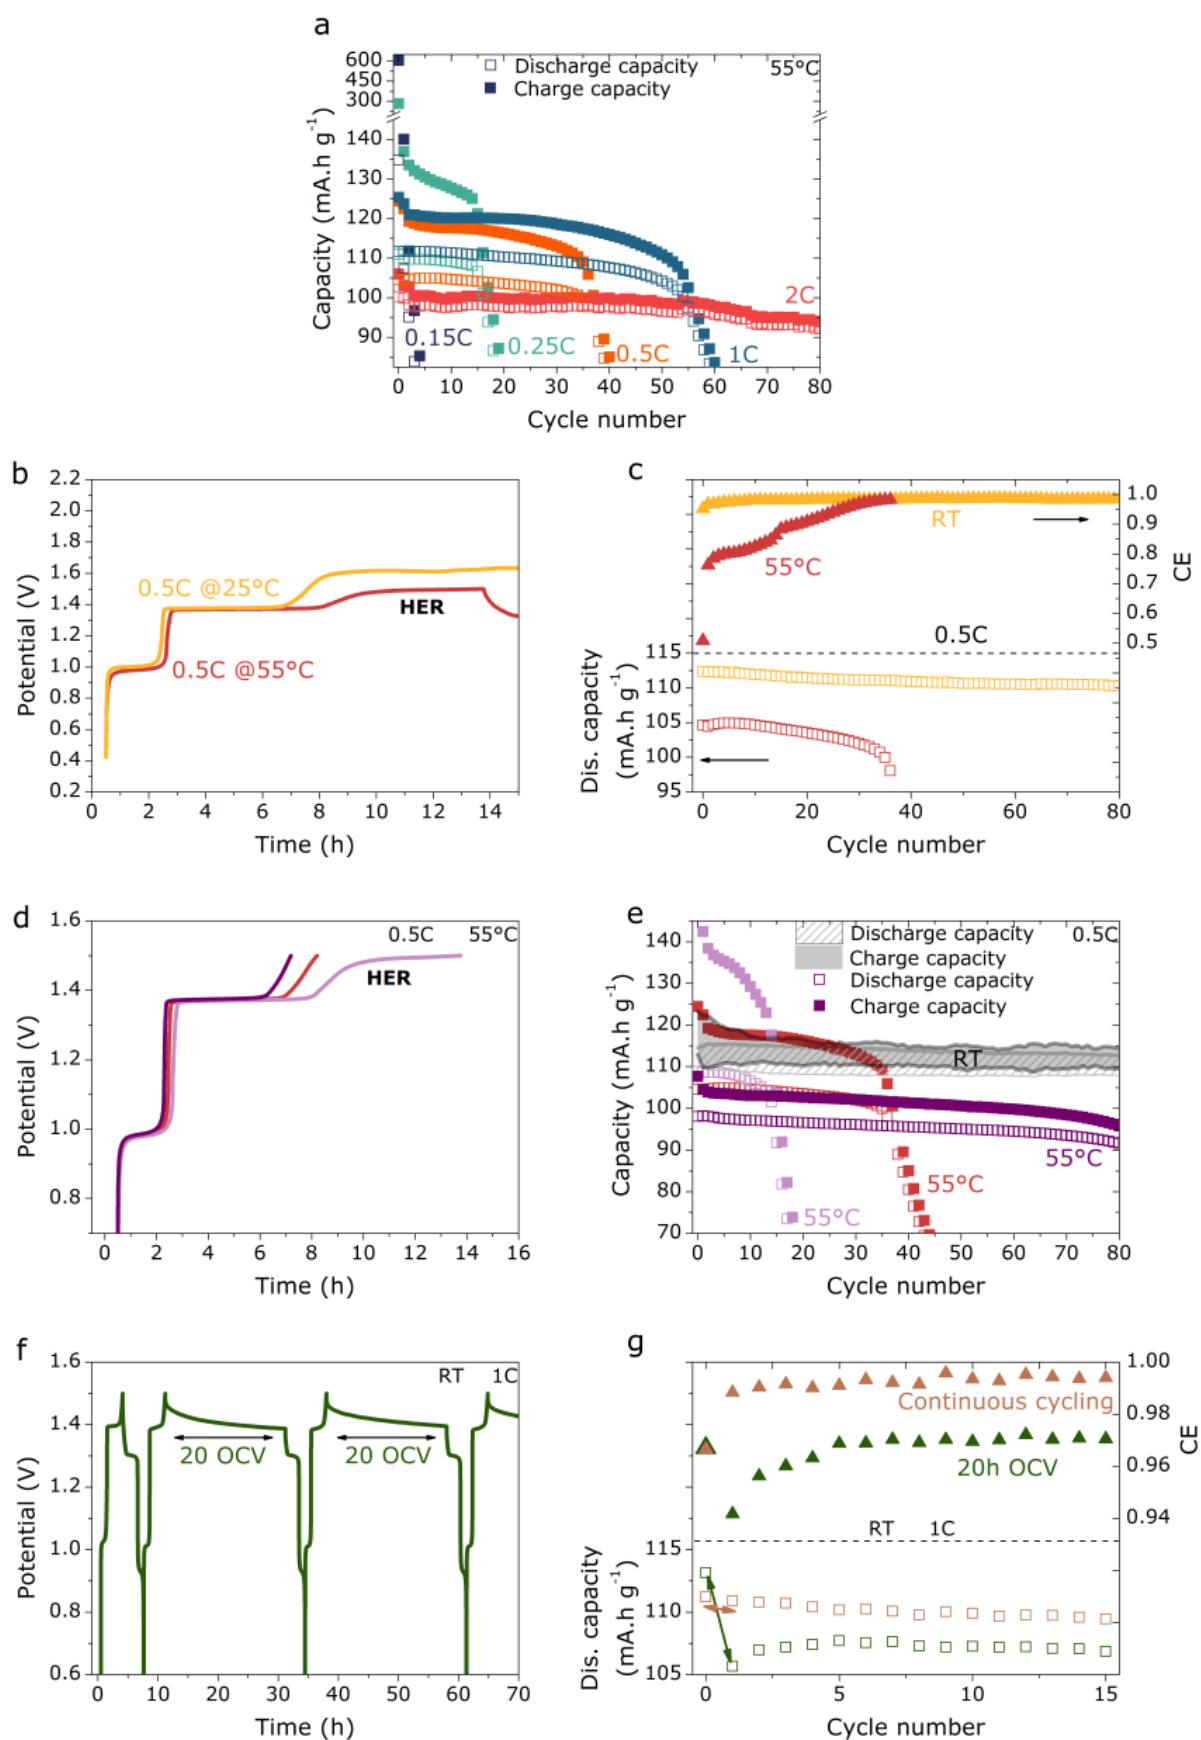 a
600
450
300
140
130
120
110
100
90
Capacity (mA.h g⁻¹)
Discharge capacity
Charge capacity
55°C
0.15C
0.25C
0.5C
1C
2C
0 10 20 30 40 50 60 70 80
Cycle number
b
2.2
2.0
1.8
1.6
1.4
1.2
1.0
0.8
0.6
0.4
0.2
Potential (V)
0.5C @25°C
HER
0.5C @55°C
0 2 4 6 8 10 12 14
Time (h)
c
1.0
0.9
0.8
0.7
0.6
0.5
CE
RT
55°C
0.5C
115
110
105
100
95
Dis. capacity
(mA.h g⁻¹)
0 20 40 60 80
Cycle number
d
1.6
1.4
1.2
1.0
0.8
Potential (V)
0.5C 55°C
HER
0 2 4 6 8 10 12 14 16
Time (h)
e
140
130
120
110
100
90
80
70
Capacity (mA.h g⁻¹)
Discharge capacity
0.5C
Charge capacity
Discharge capacity
Charge capacity
RT
55°C
55°C
55°C
0 10 20 30 40 50 60 70 80
Cycle number
f
1.6
1.4
1.2
1.0
0.8
0.6
Potential (V)
RT 1C
20 OCV
20 OCV
0 10 20 30 40 50 60 70
Time (h)
g
1.00
0.98
0.96
0.94
CE
Continuous cycling
20h OCV
RT 1C
115
110
105
Dis. capacity
(mA.h g⁻¹)
0 5 10 15
Cycle number